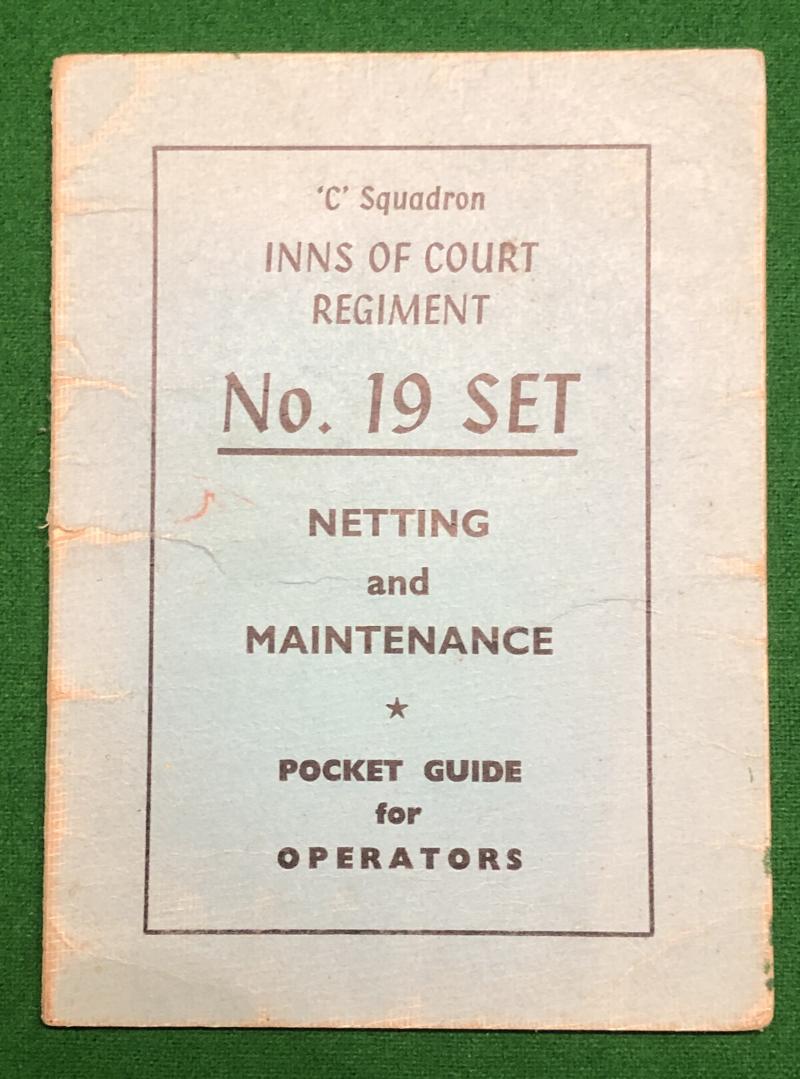 ‘C’ Squadron
INNS OF COURT
REGIMENT
No. 19 SET
NETTING
and
MAINTENANCE
★
POCKET GUIDE
for
OPERATORS